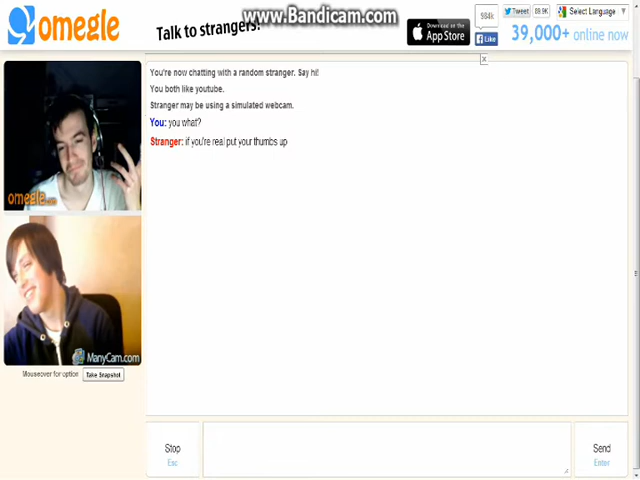 www.Bandicam.com
omegle
Talk to strangers!
Download on the
App Store
984k
Like
Tweet
89.9K
Select Language
39,000+ online now
x
You're now chatting with a random stranger. Say hi!
You both like youtube.
Stranger may be using a simulated webcam.
You: you what?
Stranger: if you're real put your thumbs up
omegle.com
ManyCam.com
Mouseover for option
Take Snapshot
Stop
Esc
Send
Enter